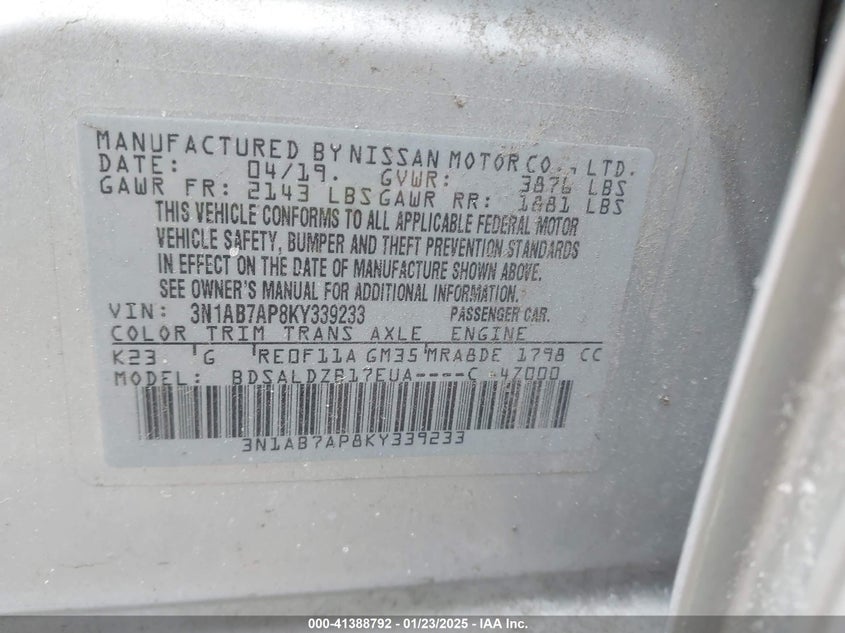 MANUFACTURED BY NISSAN MOTOR CO., LTD.
DATE: 04/19. GVWR: 3876 LBS
GAWR FR: 2143 LBS GAWR RR: 1881 LBS
THIS VEHICLE CONFORMS TO ALL APPLICABLE FEDERAL MOTOR
VEHICLE SAFETY, BUMPER AND THEFT PREVENTION STANDARDS
IN EFFECT ON THE DATE OF MANUFACTURE SHOWN ABOVE.
SEE OWNER'S MANUAL FOR ADDITIONAL INFORMATION.
VIN: 3N1AB7AP8KY339233 PASSENGER CAR.
COLOR TRIM TRANS AXLE ENGINE
K23 G RE0F11A GM35 MRA8DE 1798 CC
MODEL: BDSALDZB17EUA----C -47000
3N1AB7AP8KY339233
000-41388792 - 01/23/2025 - IAA Inc.